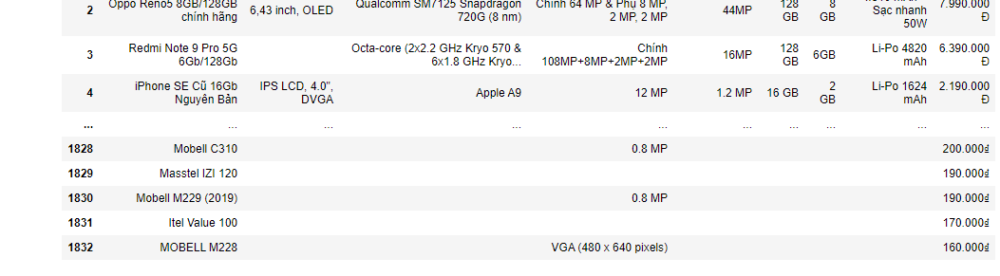 2 Oppo Reno5 8GB/128GB chính hãng 6,43 inch, OLED Qualcomm SM7125 Snapdragon 720G (8 nm) Chính 64 MP & Phụ 8 MP, 2 MP, 2 MP 44MP 128 GB 8 GB mAh Sạc nhanh 50W 7.990.000 Đ
3 Redmi Note 9 Pro 5G 6Gb/128Gb Octa-core (2x2.2 GHz Kryo 570 & 6x1.8 GHz Kryo... Chính 108MP+8MP+2MP+2MP 16MP 128 GB 6GB Li-Po 4820 mAh 6.390.000 Đ
4 iPhone SE Cũ 16Gb Nguyên Bản IPS LCD, 4.0", DVGA Apple A9 12 MP 1.2 MP 16 GB 2 GB Li-Po 1624 mAh 2.190.000 Đ
... ... ... ... ... ... ... ... ... ...
1828 Mobell C310 0.8 MP 200.000₫
1829 Masstel IZI 120 190.000₫
1830 Mobell M229 (2019) 0.8 MP 190.000₫
1831 Itel Value 100 170.000₫
1832 MOBELL M228 VGA (480 x 640 pixels) 160.000₫